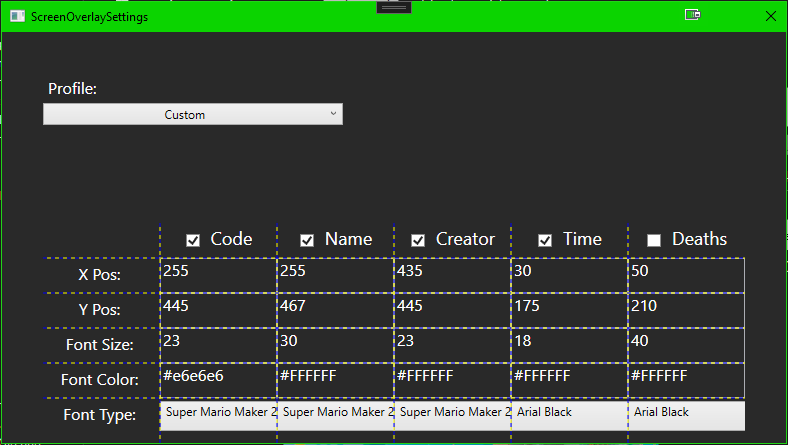 ScreenOverlaySettings
Profile:
Custom
Code Name Creator Time Deaths
X Pos: 255 255 435 30 50
Y Pos: 445 467 445 175 210
Font Size: 23 30 23 18 40
Font Color: #e6e6e6 #FFFFFF #FFFFFF #FFFFFF #FFFFFF
Font Type: Super Mario Maker 2 Super Mario Maker 2 Super Mario Maker 2 Arial Black Arial Black